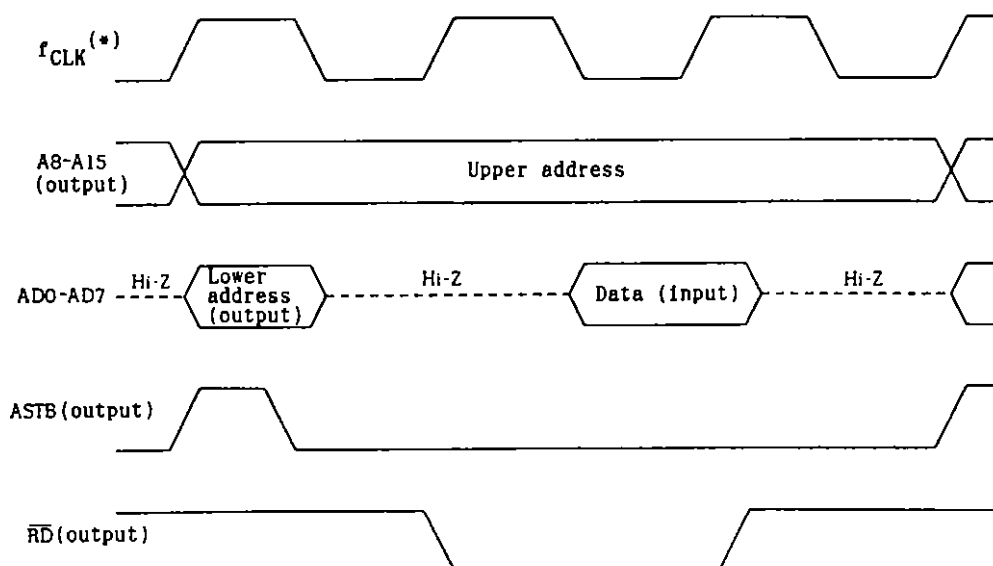 fCLK(*)
A8-A15
(output)
Upper address
AD0-AD7
Hi-Z
Lower
address
(output)
Hi-Z
Data (input)
Hi-Z
ASTB(output)
RD(output)